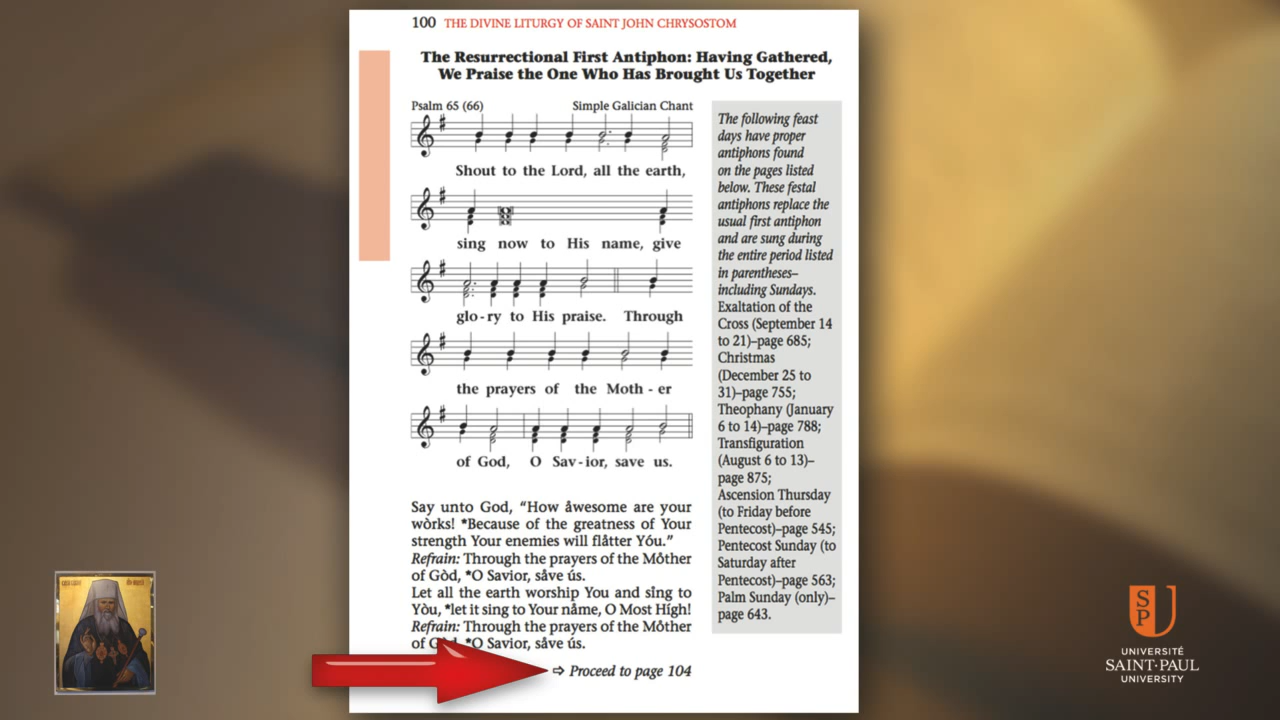 100 THE DIVINE LITURGY OF SAINT JOHN CHRYSOSTOM
The Resurrectional First Antiphon: Having Gathered,
We Praise the One Who Has Brought Us Together
Psalm 65 (66) Simple Galician Chant
Shout to the Lord, all the earth,
sing now to His name, give
glo-ry to His praise. Through
the prayers of the Moth-er
of God, O Sav-ior, save us.
Say unto God, “How åwesome are your
wòrks! *Because of the greatness of Your
strength Your enemies will flåtter Yóu.”
Refrain: Through the prayers of the Mother
of Gòd, *O Savior, såve ús.
Let all the earth worship You and sîng to
Yòu, *let it sing to Your nåme, O Most Hígh!
Refrain: Through the prayers of the Mother
of Gòd, *O Savior, såve ús.
⇨ Proceed to page 104
The following feast
days have proper
antiphons found
on the pages listed
below. These festal
antiphons replace the
usual first antiphon
and are sung during
the entire period listed
in parentheses–
including Sundays.
Exaltation of the
Cross (September 14
to 21)–page 685;
Christmas
(December 25 to
31)–page 755;
Theophany (January
6 to 14)–page 788;
Transfiguration
(August 6 to 13)–
page 875;
Ascension Thursday
(to Friday before
Pentecost)–page 545;
Pentecost Sunday (to
Saturday after
Pentecost)–page 563;
Palm Sunday (only)–
page 643.
SP
UNIVERSITÉ
SAINT·PAUL
UNIVERSITY